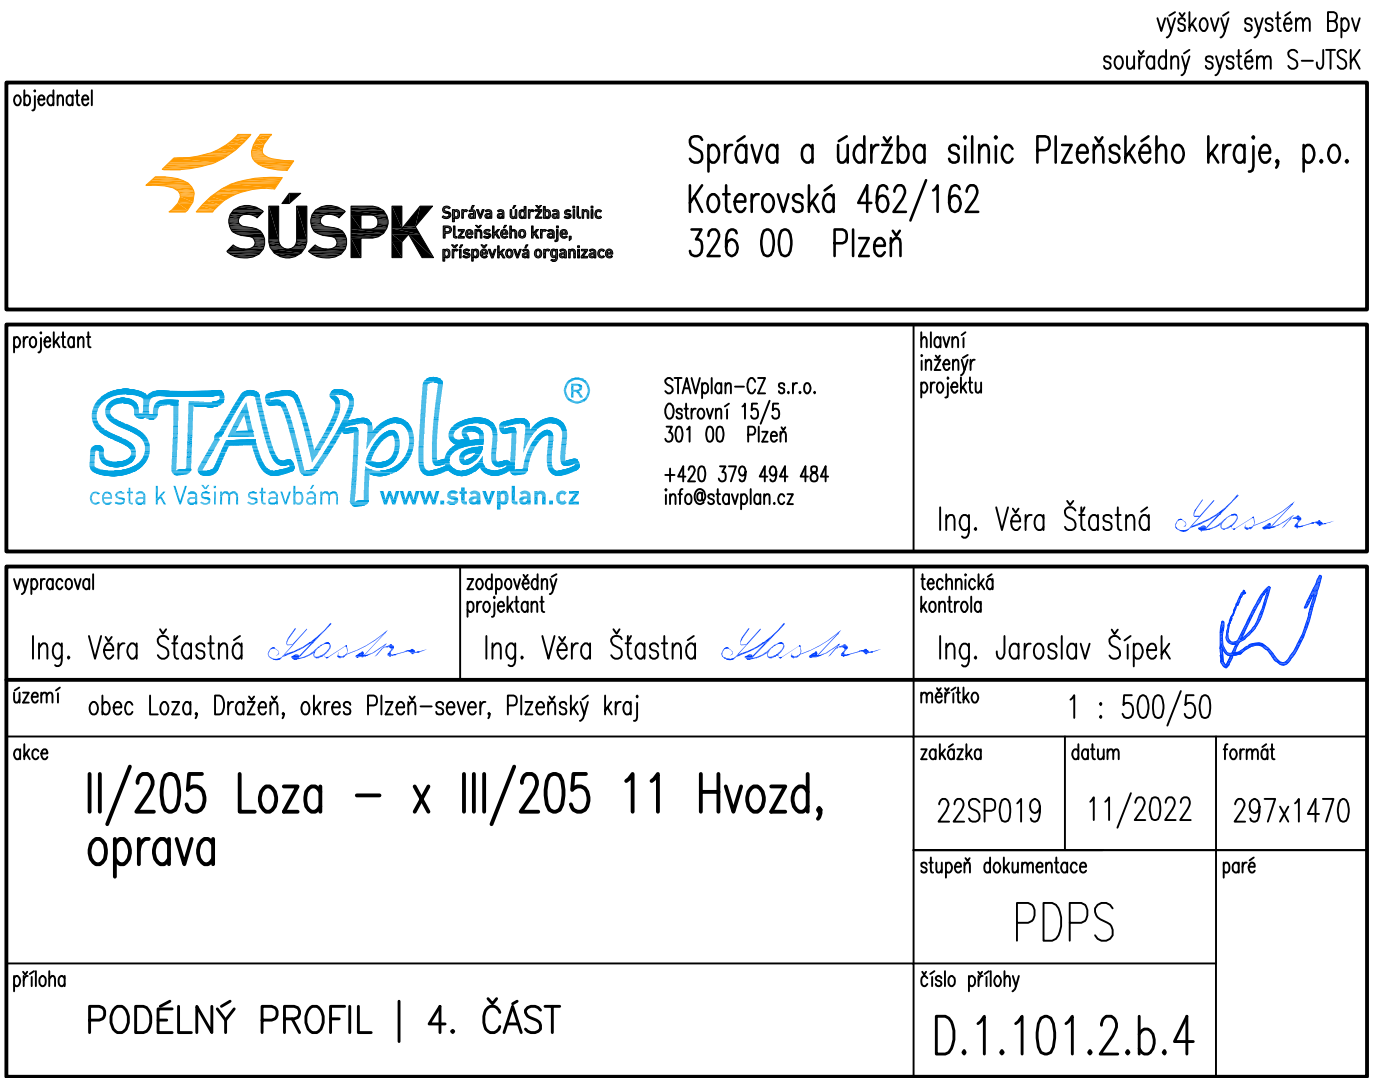 výškový systém Bpv
souřadný systém S-JTSK
objednatel
SÚSPK
Správa a údržba silnic
Plzeňského kraje,
příspěvková organizace
Správa a údržba silnic Plzeňského kraje, p.o.
Koterovská 462/162
326 00 Plzeň
projektant
STAVplan®
cesta k Vašim stavbám
www.stavplan.cz
STAVplan-CZ s.r.o.
Ostrovní 15/5
301 00 Plzeň
+420 379 494 484
info@stavplan.cz
hlavní
inženýr
projektu
Ing. Věra Šťastná
vypracoval
Ing. Věra Šťastná
zodpovědný
projektant
Ing. Věra Šťastná
technická
kontrola
Ing. Jaroslav Šípek
území
obec Loza, Dražeň, okres Plzeň-sever, Plzeňský kraj
měřítko
1 : 500/50
akce
II/205 Loza - x III/205 11 Hvozd,
oprava
zakázka
22SP019
datum
11/2022
formát
297x1470
stupeň dokumentace
PDPS
paré
příloha
PODÉLNÝ PROFIL | 4. ČÁST
číslo přílohy
D.1.101.2.b.4